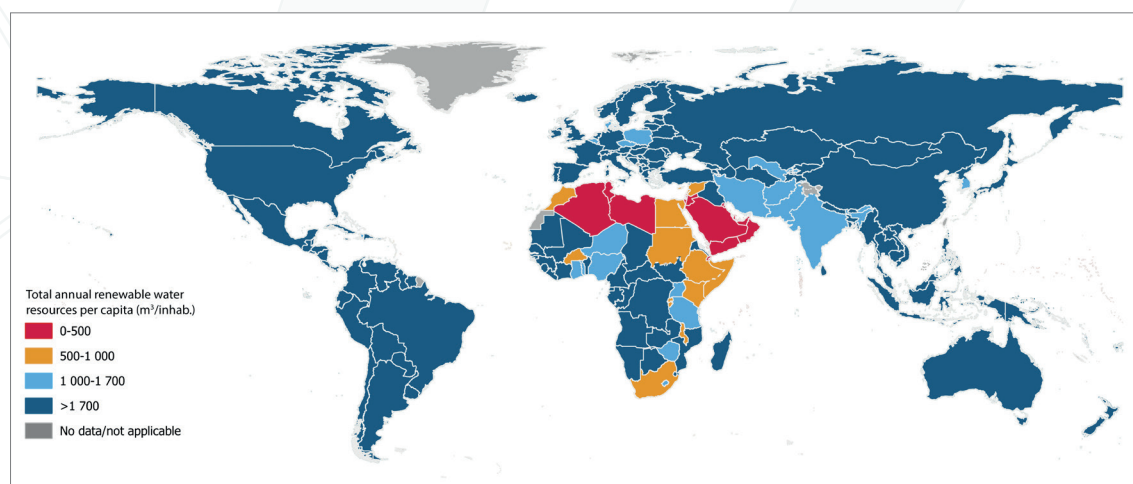 Total annual renewable water
resources per capita (m³/inhab.)
0-500
500-1 000
1 000-1 700
>1 700
No data/not applicable